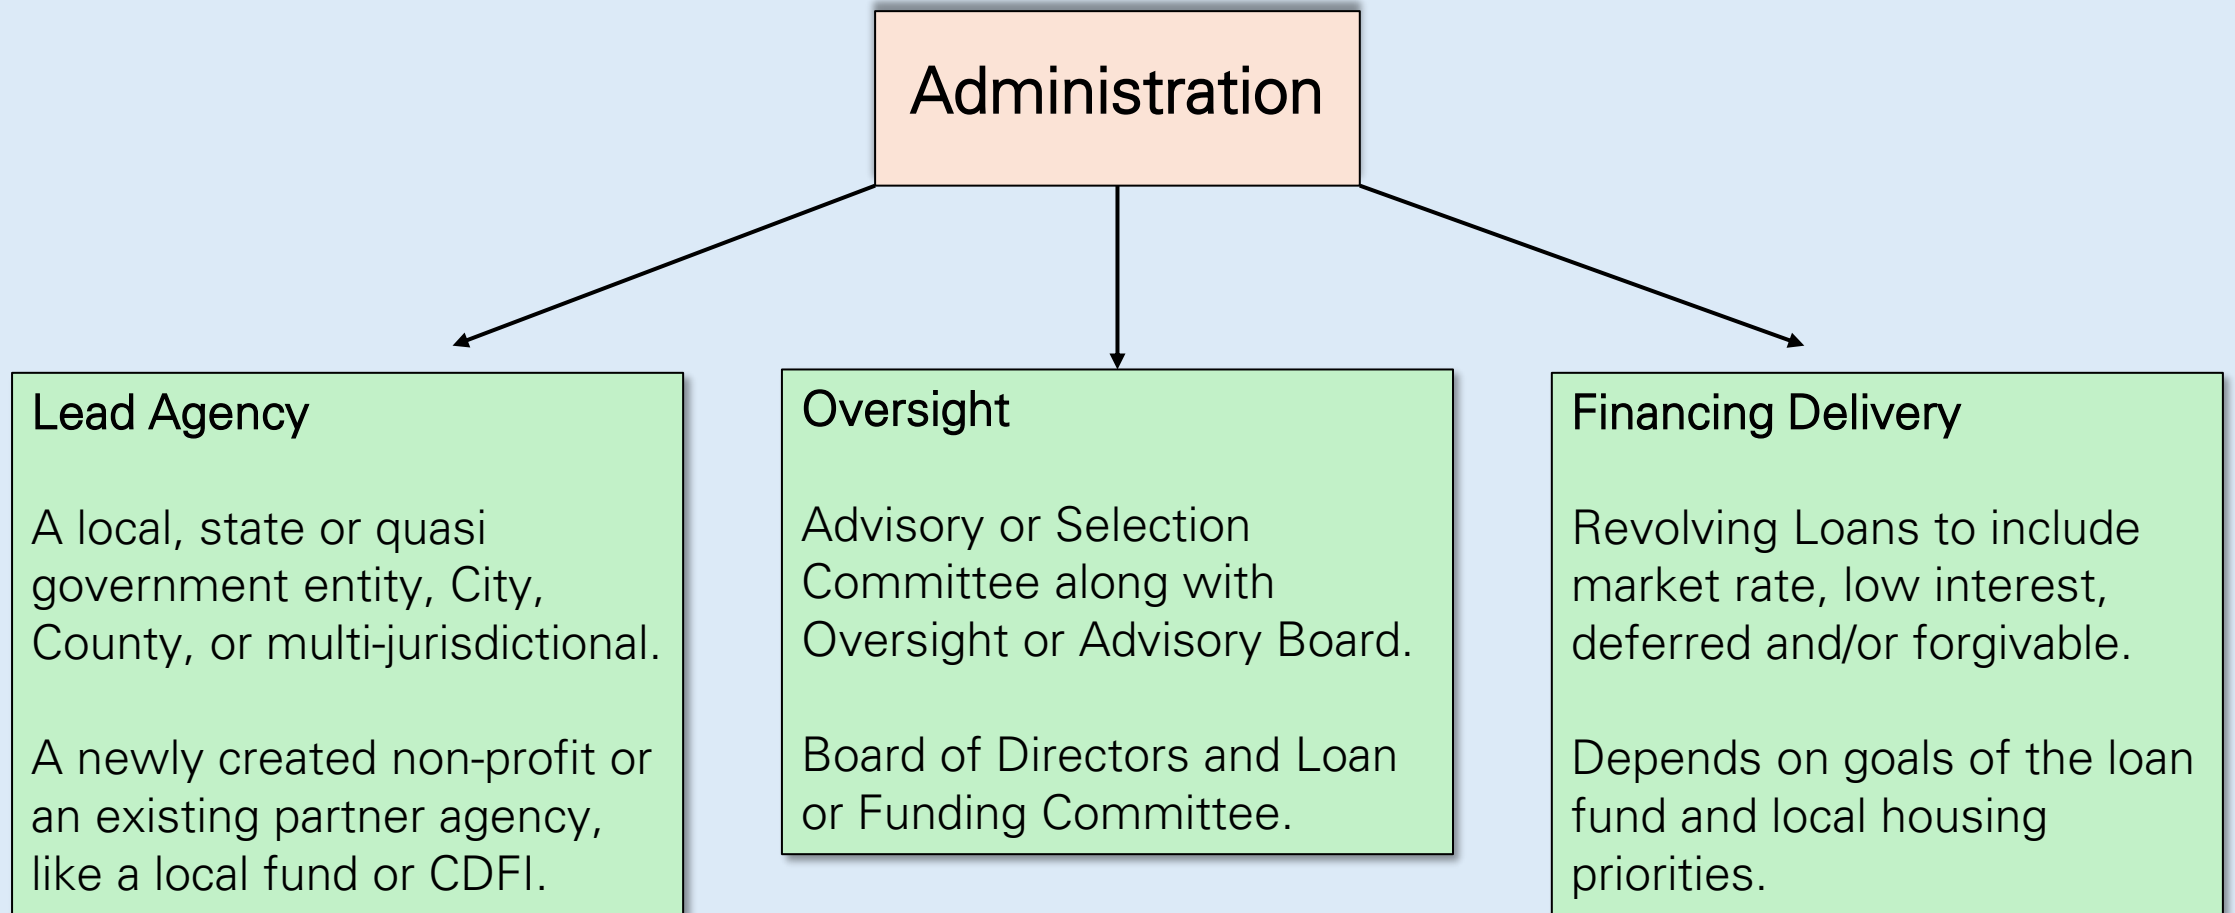 Administration
Lead Agency
A local, state or quasi
government entity, City,
County, or multi-jurisdictional.
A newly created non-profit or
an existing partner agency,
like a local fund or CDFI.
Oversight
Advisory or Selection
Committee along with
Oversight or Advisory Board.
Board of Directors and Loan
or Funding Committee.
Financing Delivery
Revolving Loans to include
market rate, low interest,
deferred and/or forgivable.
Depends on goals of the loan
fund and local housing
priorities.